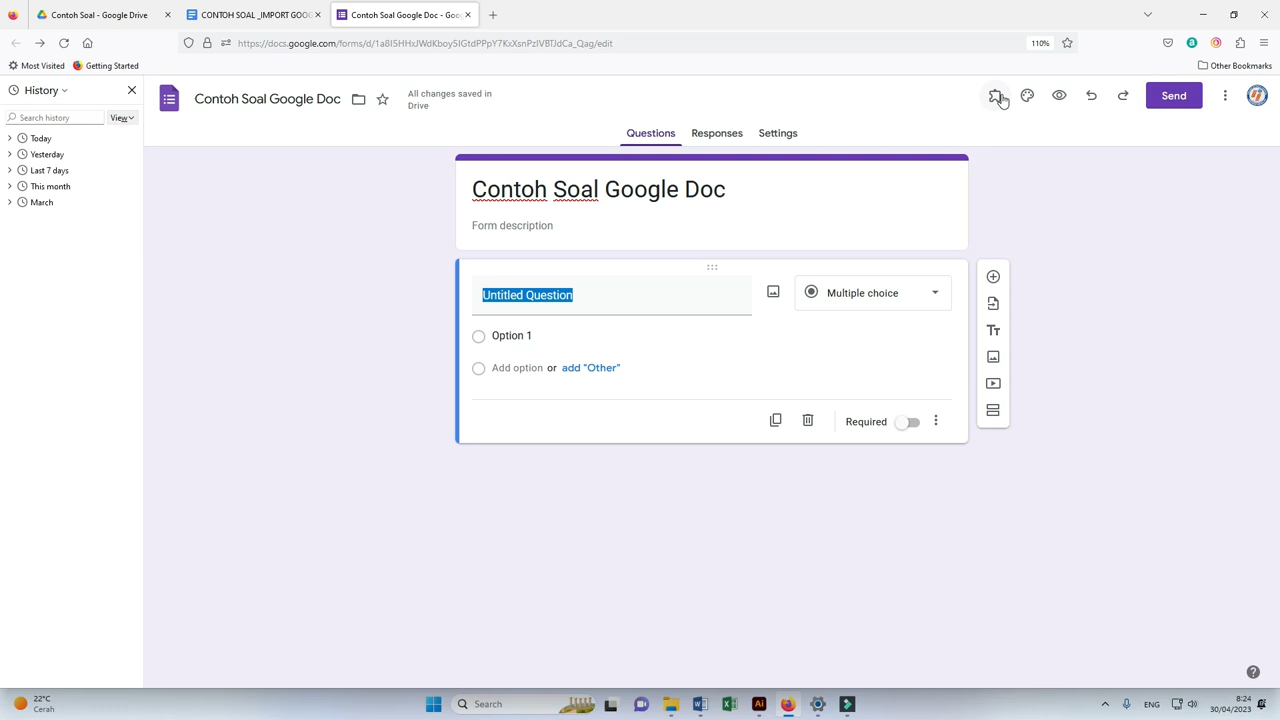 Contoh Soal - Google Drive
CONTOH SOAL _IMPORT GOOG
Contoh Soal Google Doc - Goo
https://docs.google.com/forms/d/1a8I5HHxJWdKboy5IGtdPPpY7KsXsnPzIVBTJdCa_Qag/edit
110%
Most Visited
Getting Started
Other Bookmarks
History
Search history
View
Today
Yesterday
Last 7 days
This month
March
Contoh Soal Google Doc
All changes saved in
Drive
Send
Questions
Responses
Settings
Contoh Soal Google Doc
Form description
Untitled Question
Multiple choice
Option 1
Add option or add "Other"
Required
22°C
Cerah
Search
ENG
8:24
30/04/2023